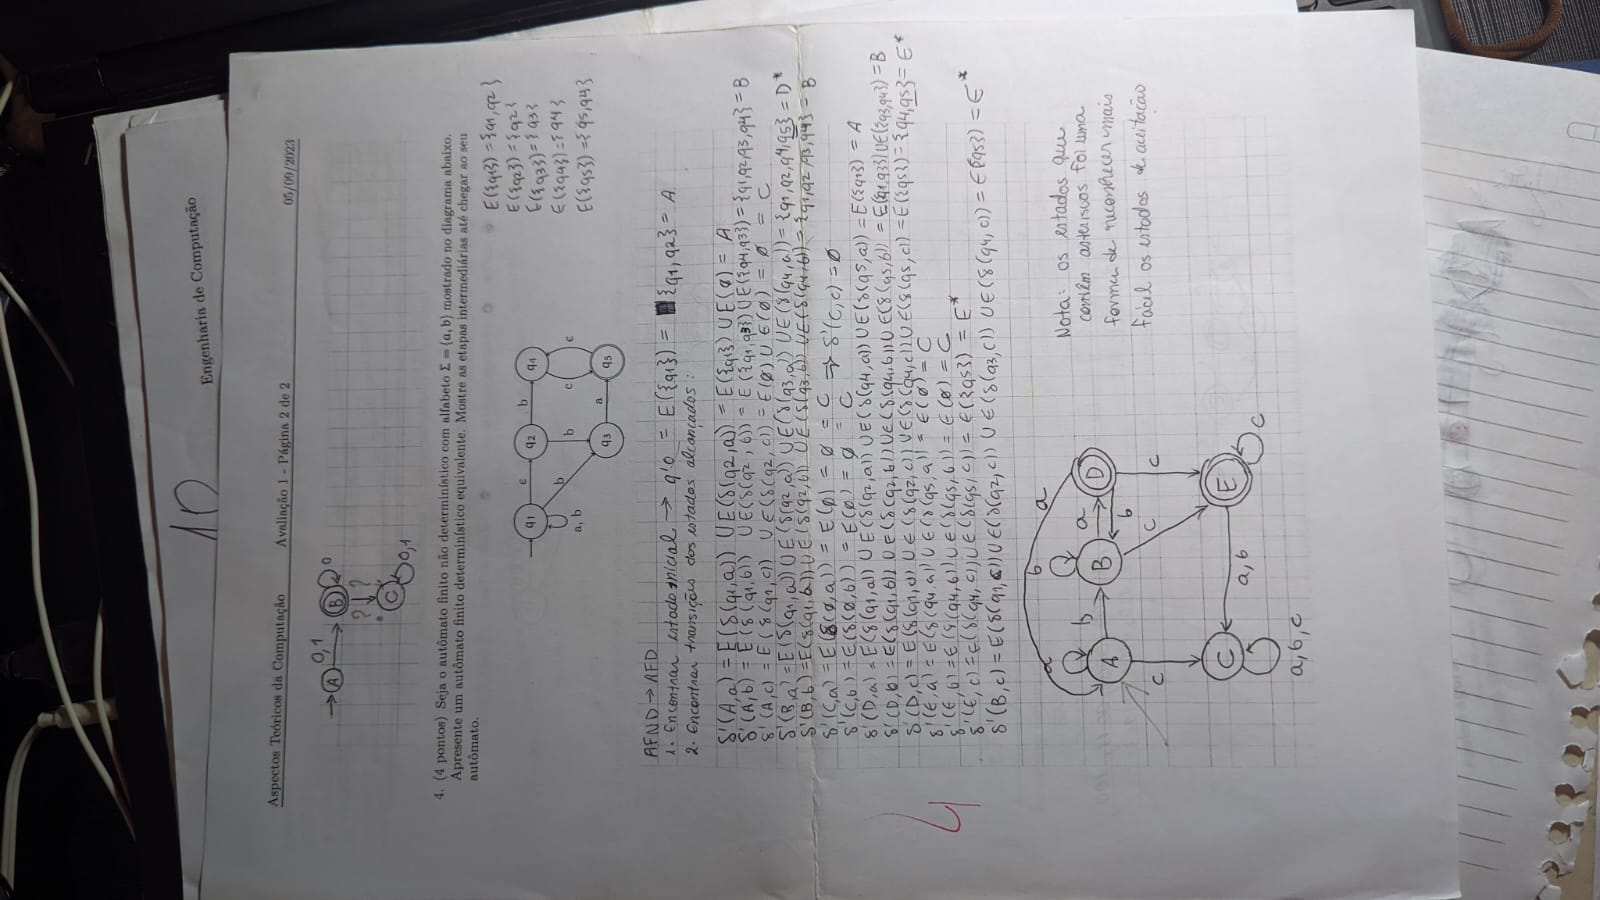 Engenharia de Computação
10
Aspectos Teóricos da Computação
Avaliação 1 - Página 2 de 2
05/09/2023
A
0,1
B
0
?
?
C
0,1
4. (4 pontos) Seja o autômato finito não determinístico com alfabeto Σ = {a, b} mostrado no diagrama abaixo.
Apresente um autômato finito determinístico equivalente. Mostre as etapas intermediárias até chegar ao seu
autômato.
E({q1}) = {q1, q2}
E({q2}) = {q2}
E({q3}) = {q3}
E({q4}) = {q4}
E({q5}) = {q5, q4}
q1
ε
q2
b
q4
a, b
b
b
c
ε
q3
a
q5
AFND → AFD
1. Encontrar estado inicial → q'0 = E({q1}) = {q1, q2} = A
2. Encontrar transições dos estados alcançados:
δ'(A,a) = E(δ(q1,a)) U E(δ(q2,a)) = E({q1}) U E(ø) = A
δ'(A,b) = E(δ(q1,b)) U E(δ(q2,b)) = E({q1,q3}) U E({q4,q3}) = {q1,q2,q3,q4} = B
δ'(A,c) = E(δ(q1,c)) U E(δ(q2,c)) = E(ø) U E(ø) = ø = C
δ'(B,a) = E(δ(q1,a)) U E(δ(q2,a)) U E(δ(q3,a)) U E(δ(q4,a)) = {q1,q2,q4,q5} = D*
δ'(B,b) = E(δ(q1,b)) U E(δ(q2,b)) U E(δ(q3,b)) U E(δ(q4,b)) = {q1,q2,q3,q4} = B
δ'(C,a) = E(δ(ø,a)) = E(ø) = ø = C ⇒ δ'(C,c) = ø
δ'(C,b) = E(δ(ø,b)) = E(ø) = ø = C
δ'(D,a) = E(δ(q1,a)) U E(δ(q2,a)) U E(δ(q4,a)) U E(δ(q5,a)) = E({q1}) = A
δ'(D,b) = E(δ(q1,b)) U E(δ(q2,b)) U E(δ(q4,b)) U E(δ(q5,b)) = E({q1,q3}) U E({q3,q4}) = B
δ'(D,c) = E(δ(q1,c)) U E(δ(q2,c)) U E(δ(q4,c)) U E(δ(q5,c)) = E({q5}) = {q4,q5} = E*
δ'(E,a) = E(δ(q4,a)) U E(δ(q5,a)) = E(ø) = C
δ'(E,b) = E(δ(q4,b)) U E(δ(q5,b)) = E(ø) = C
δ'(E,c) = E(δ(q4,c)) U E(δ(q5,c)) = E({q5}) = E*
δ'(B,c) = E(δ(q1,c)) U E(δ(q2,c)) U E(δ(q3,c)) U E(δ(q4,c)) = E({q5}) = E*
4
a
a
b
A
b
B
a
b
D
c
c
c
C
a,b
E
c
a,b,c
Nota: os estados que
contêm asteriscos foi uma
forma de reconhecer mais
fácil os estados de aceitação